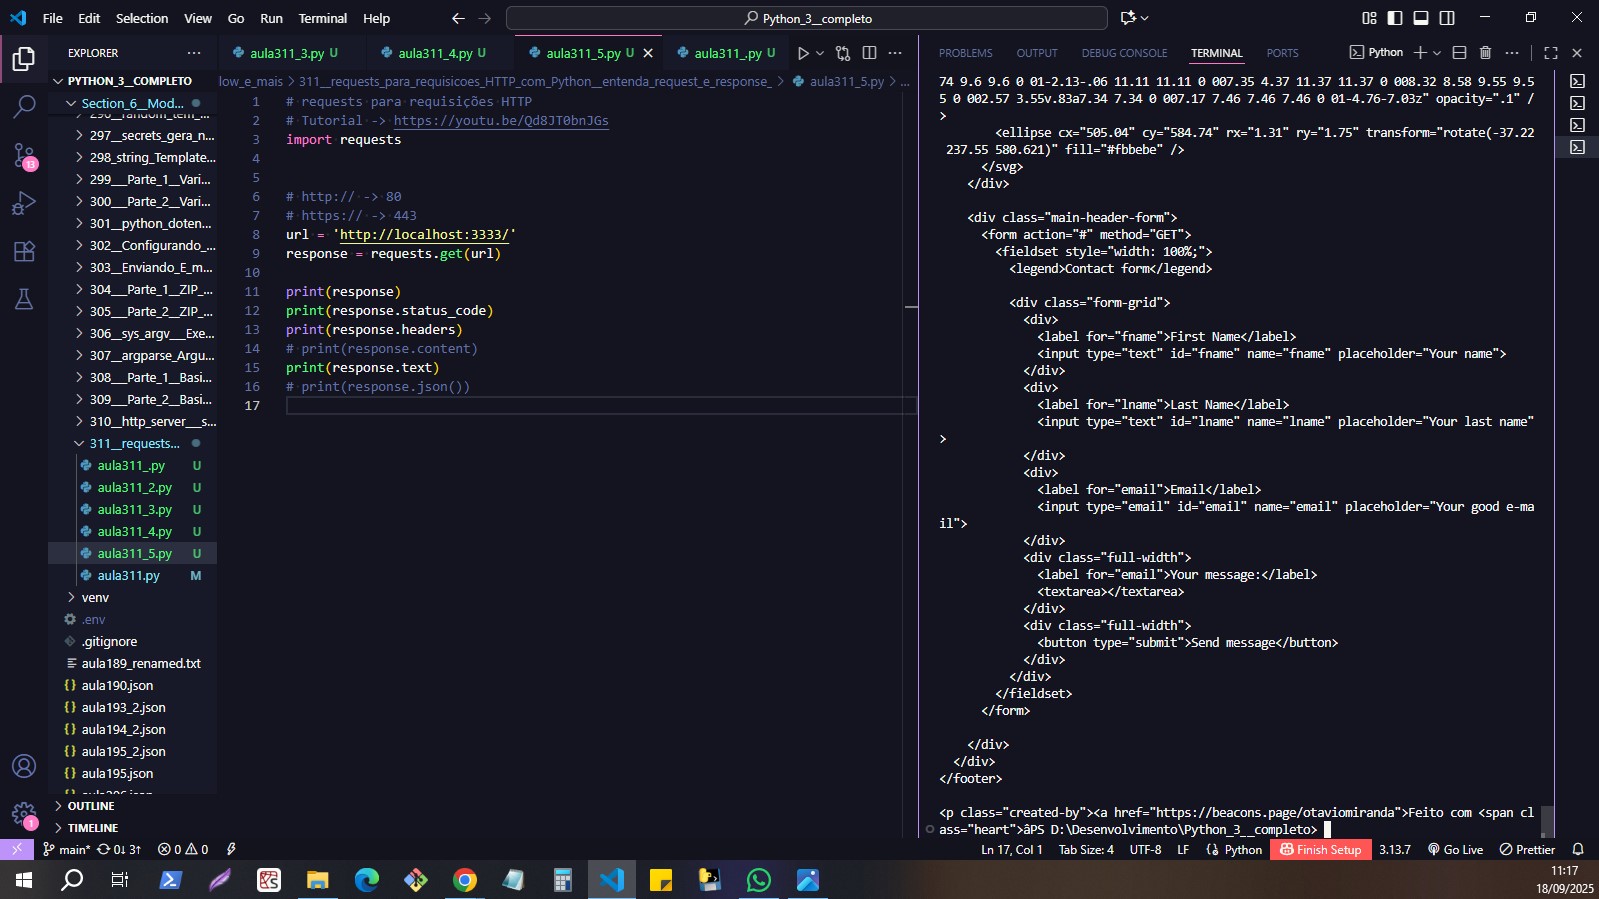 File Edit Selection View Go Run Terminal Help
Python_3__completo
EXPLORER
PYTHON_3__COMPLETO
Section_6__Mod...
297__secrets_gera_n...
298_string_Template...
299___Parte_1__Vari...
300___Parte_2__Vari...
301__python_doten...
302__Configurando_...
303__Enviando_E_m...
304___Parte_1__ZIP_...
305___Parte_2__ZIP_...
306__sys_argv___Exe...
307__argparse_Argu...
308___Parte_1__Basi...
309___Parte_2__Basi...
310__http_server___s...
311__requests...
aula311_.py U
aula311_2.py U
aula311_3.py U
aula311_4.py U
aula311_5.py U
aula311.py M
venv
.env
.gitignore
aula189_renamed.txt
aula190.json
aula193_2.json
aula194_2.json
aula195_2.json
aula195.json
OUTLINE
TIMELINE
13
1
aula311_3.py U
aula311_4.py U
aula311_5.py U
aula311_.py U
low_e_mais > 311__requests_para_requisicoes_HTTP_com_Python__entenda_request_e_response_ > aula311_5.py > ...
1 # requests para requisições HTTP
2 # Tutorial -> https://youtu.be/Qd8JT0bnJGs
3 import requests
4
5
6 # http:// -> 80
7 # https:// -> 443
8 url = 'http://localhost:3333/'
9 response = requests.get(url)
10
11 print(response)
12 print(response.status_code)
13 print(response.headers)
14 # print(response.content)
15 print(response.text)
16 # print(response.json())
17
PROBLEMS OUTPUT DEBUG CONSOLE TERMINAL PORTS
Python
74 9.6 9.6 0 01-2.13-.06 11.11 11.11 0 007.35 4.37 11.37 11.37 0 008.32 8.58 9.55 9.5
5 0 002.57 3.55v.83a7.34 7.34 0 007.17 7.46 7.46 7.46 0 01-4.76-7.03z" opacity=".1" /
>
<ellipse cx="505.04" cy="584.74" rx="1.31" ry="1.75" transform="rotate(-37.22
237.55 580.621)" fill="#fbbebe" />
</svg>
</div>
<div class="main-header-form">
<form action="#" method="GET">
<fieldset style="width: 100%;">
<legend>Contact form</legend>
<div class="form-grid">
<div>
<label for="fname">First Name</label>
<input type="text" id="fname" name="fname" placeholder="Your name">
</div>
<div>
<label for="lname">Last Name</label>
<input type="text" id="lname" name="lname" placeholder="Your last name"
>
</div>
<div>
<label for="email">Email</label>
<input type="email" id="email" name="email" placeholder="Your good e-ma
il">
</div>
<div class="full-width">
<label for="email">Your message:</label>
<textarea></textarea>
</div>
<div class="full-width">
<button type="submit">Send message</button>
</div>
</div>
</fieldset>
</form>
</div>
</div>
</footer>
<p class="created-by"><a href="https://beacons.page/otaviomiranda">Feito com <span cl
ass="heart">âPS D:\Desenvolvimento\Python_3__completo>
main* 0↓ 3↑ 0 0 Ln 17, Col 1 Tab Size: 4 UTF-8 LF Python Finish Setup 3.13.7 Go Live Prettier
11:17
18/09/2025